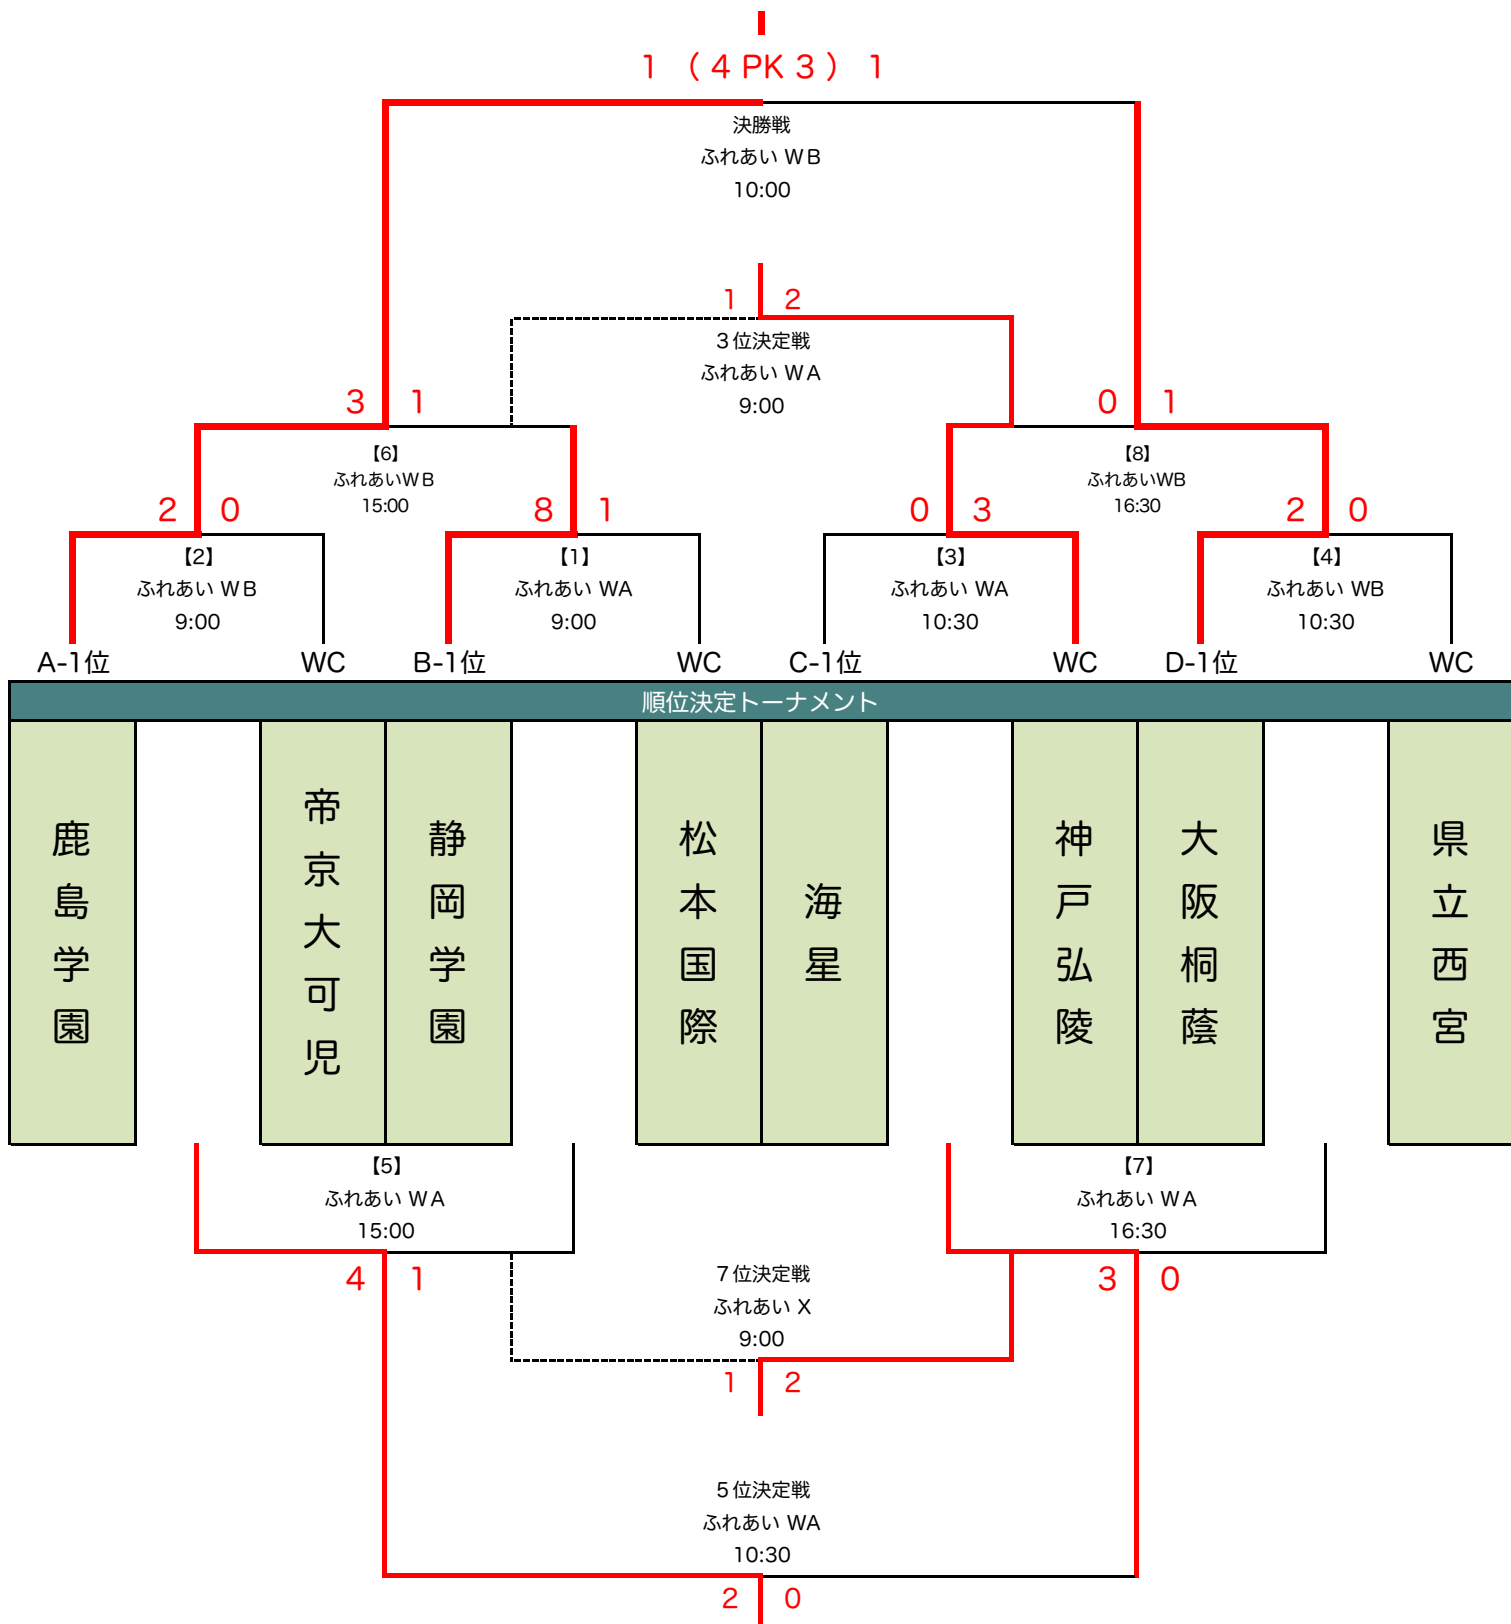 1 ( 4 PK 3 ) 1
決勝戦
ふれあい WB
10:00
1 2
3位決定戦
ふれあい WA
9:00
3 1
0 1
【6】
ふれあいWB
15:00
【8】
ふれあいWB
16:30
2 0
8 1
0 3
2 0
【2】
ふれあい WB
9:00
【1】
ふれあい WA
9:00
【3】
ふれあい WA
10:30
【4】
ふれあい WB
10:30
A-1位
WC
B-1位
WC
C-1位
WC
D-1位
WC
順位決定トーナメント
鹿島学園
帝京大可児
静岡学園
松本国際
海星
神戸弘陵
大阪桐蔭
県立西宮
【5】
ふれあい WA
15:00
【7】
ふれあい WA
16:30
4 1
3 0
7位決定戦
ふれあい X
9:00
1 2
5位決定戦
ふれあい WA
10:30
2 0